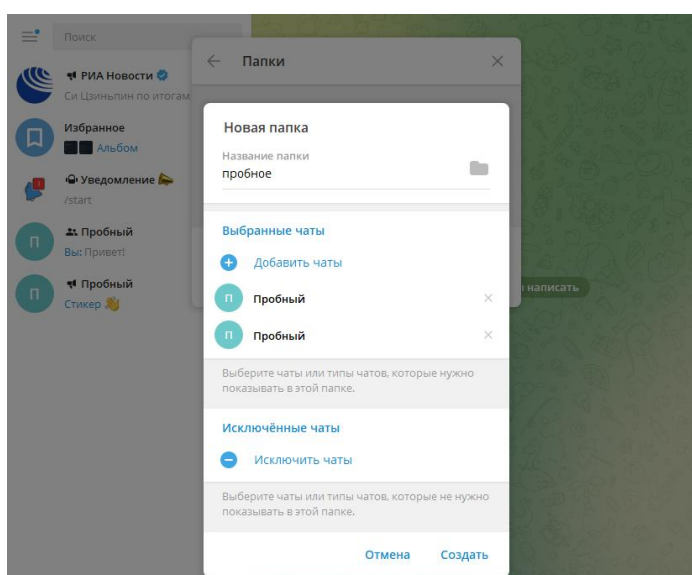 Поиск
РИА Новости
Си Цзиньпин по итогам
Избранное
Альбом
Уведомление
/start
П
Пробный
Вы: Привет!
П
Пробный
Стикер
Папки
Новая папка
Название папки
пробное
Выбранные чаты
Добавить чаты
П
Пробный
П
Пробный
Выберите чаты или типы чатов, которые нужно
показывать в этой папке.
Исключённые чаты
Исключить чаты
Выберите чаты или типы чатов, которые не нужно
показывать в этой папке.
Отмена Создать
написать